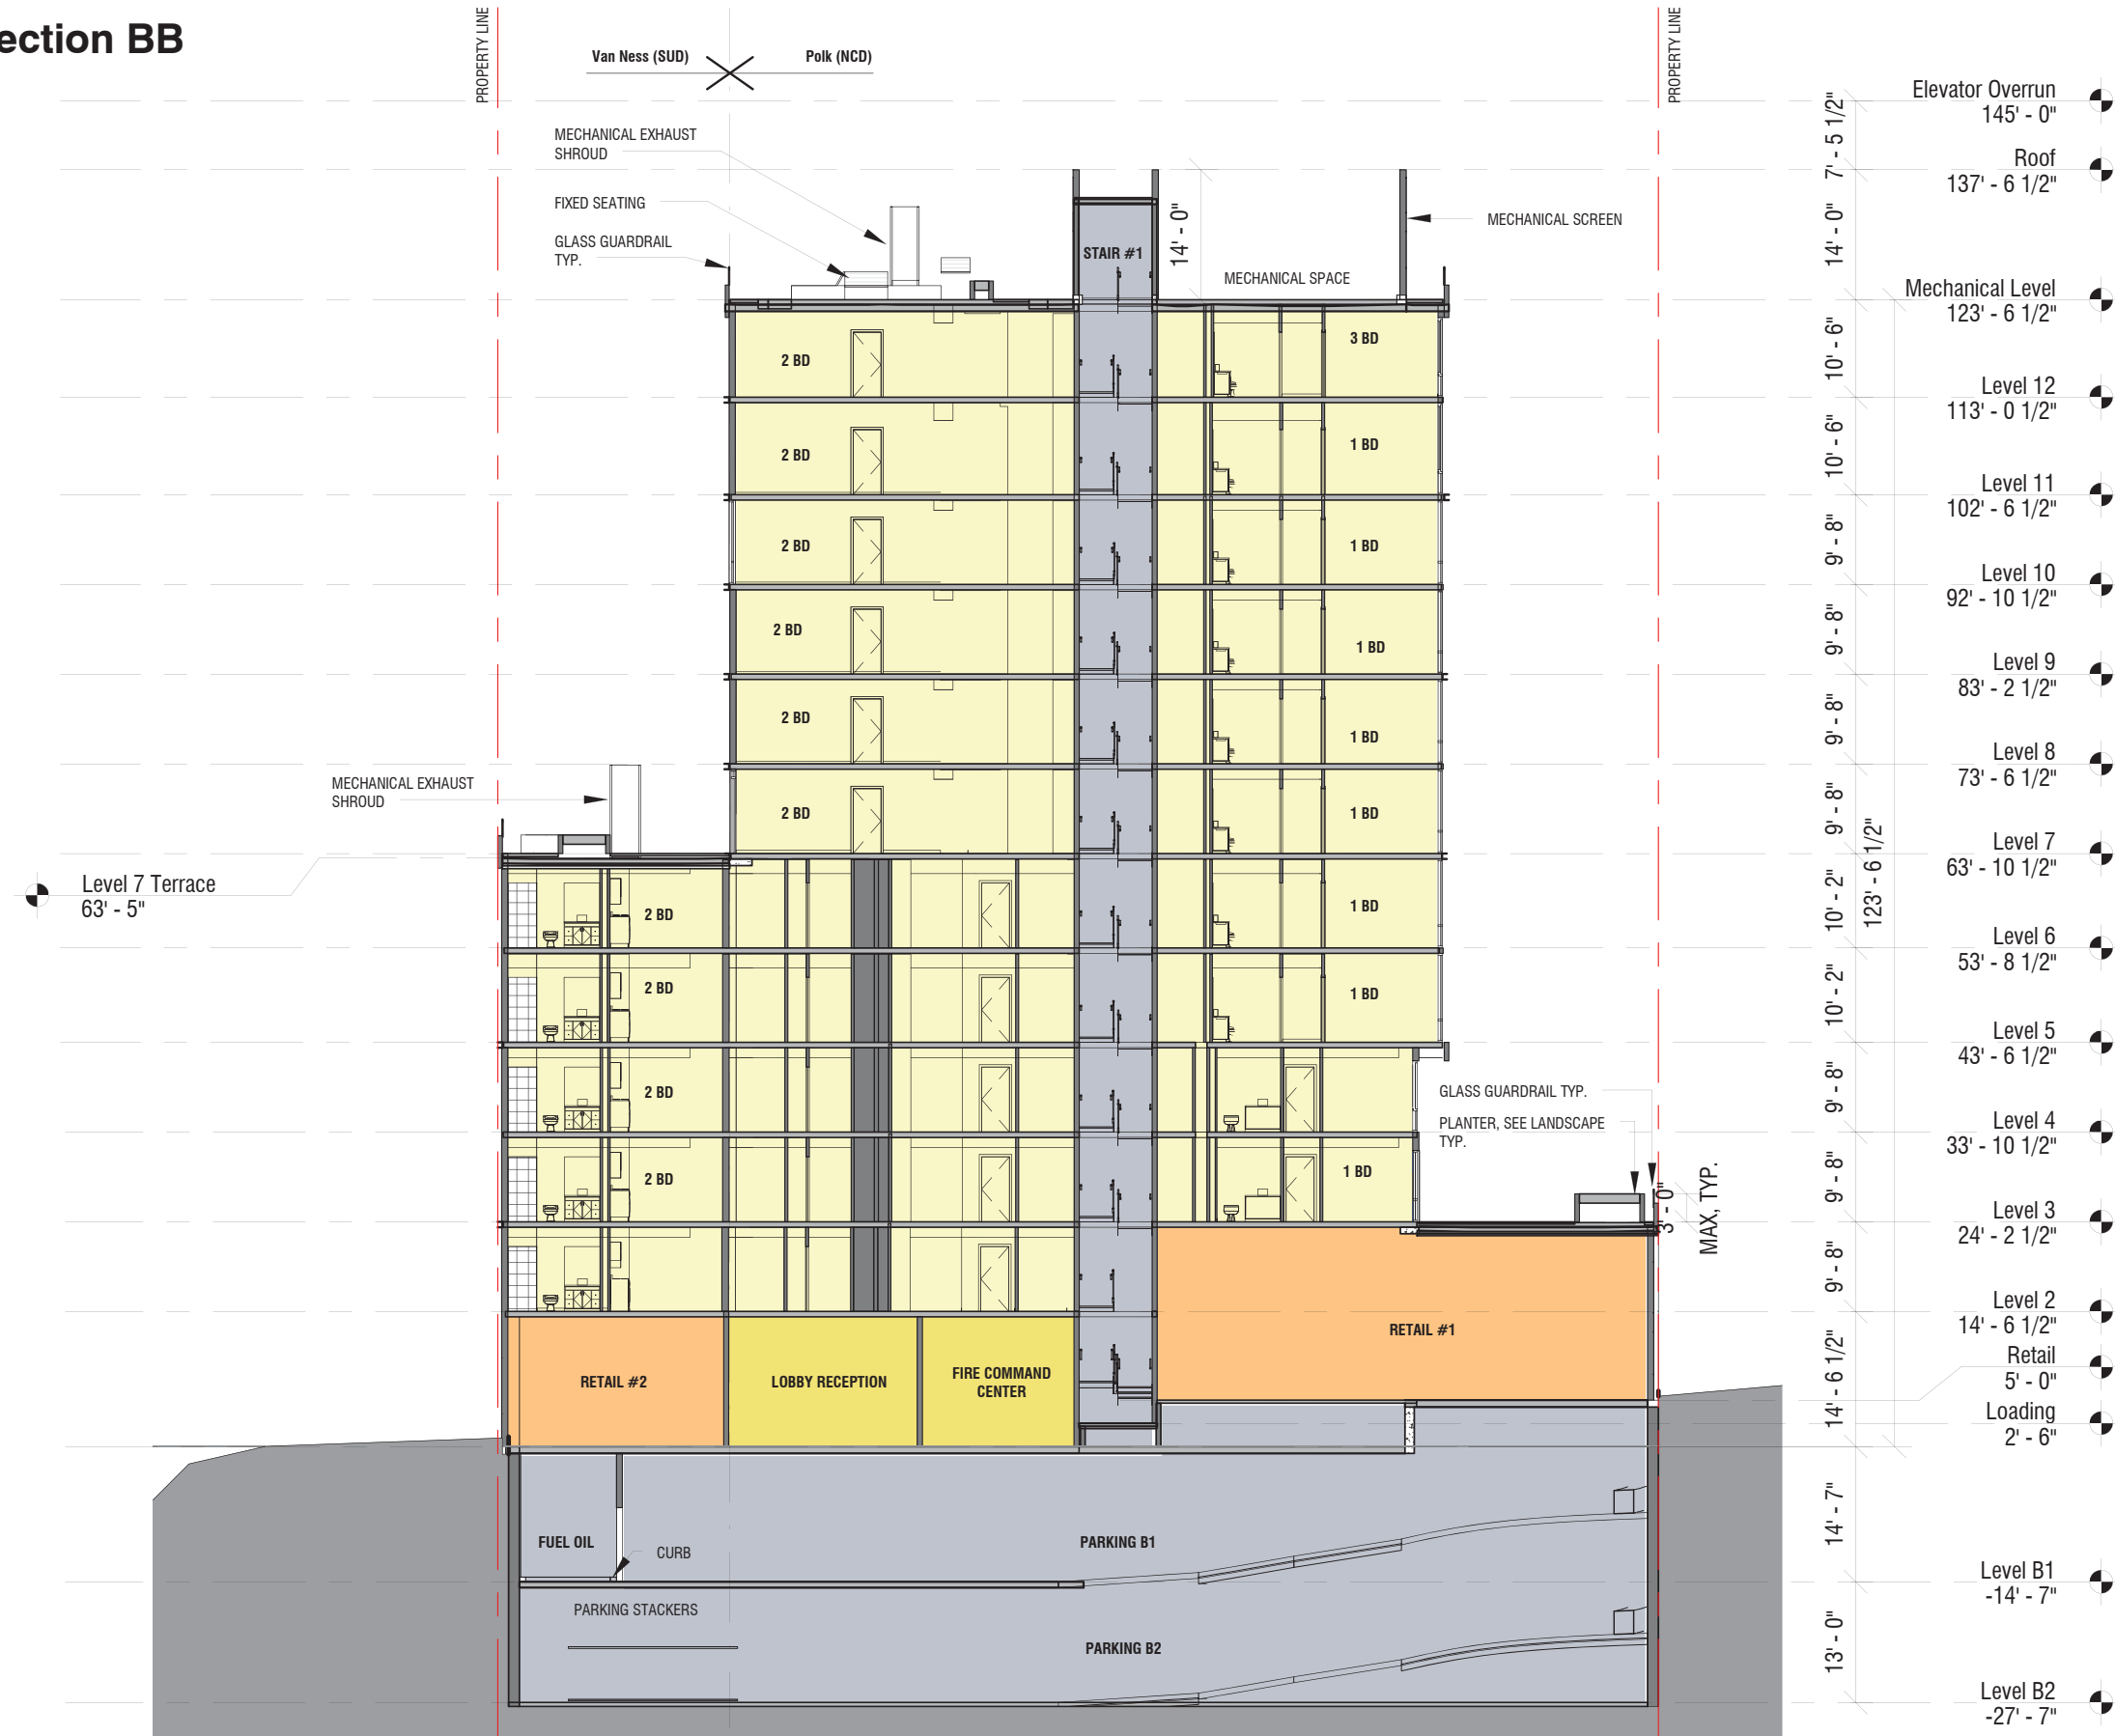 ection BB
PROPERTY LINE
Van Ness (SUD)
Polk (NCD)
PROPERTY LINE
MECHANICAL EXHAUST
SHROUD
FIXED SEATING
GLASS GUARDRAIL
TYP.
STAIR #1
14' - 0"
MECHANICAL SPACE
MECHANICAL SCREEN
2 BD
3 BD
2 BD
1 BD
2 BD
1 BD
2 BD
1 BD
2 BD
1 BD
2 BD
1 BD
MECHANICAL EXHAUST
SHROUD
Level 7 Terrace
63' - 5"
2 BD
1 BD
2 BD
1 BD
2 BD
GLASS GUARDRAIL TYP.
PLANTER, SEE LANDSCAPE
TYP.
2 BD
1 BD
3' - 0"
MAX, TYP.
RETAIL #1
RETAIL #2
LOBBY RECEPTION
FIRE COMMAND
CENTER
FUEL OIL
CURB
PARKING B1
PARKING STACKERS
PARKING B2
7' - 5 1/2"
14' - 0"
10' - 6"
10' - 6"
9' - 8"
9' - 8"
9' - 8"
9' - 8"
10' - 2"
10' - 2"
9' - 8"
9' - 8"
9' - 8"
14' - 6 1/2"
14' - 7"
13' - 0"
123' - 6 1/2"
Elevator Overrun
145' - 0"
Roof
137' - 6 1/2"
Mechanical Level
123' - 6 1/2"
Level 12
113' - 0 1/2"
Level 11
102' - 6 1/2"
Level 10
92' - 10 1/2"
Level 9
83' - 2 1/2"
Level 8
73' - 6 1/2"
Level 7
63' - 10 1/2"
Level 6
53' - 8 1/2"
Level 5
43' - 6 1/2"
Level 4
33' - 10 1/2"
Level 3
24' - 2 1/2"
Level 2
14' - 6 1/2"
Retail
5' - 0"
Loading
2' - 6"
Level B1
-14' - 7"
Level B2
-27' - 7"